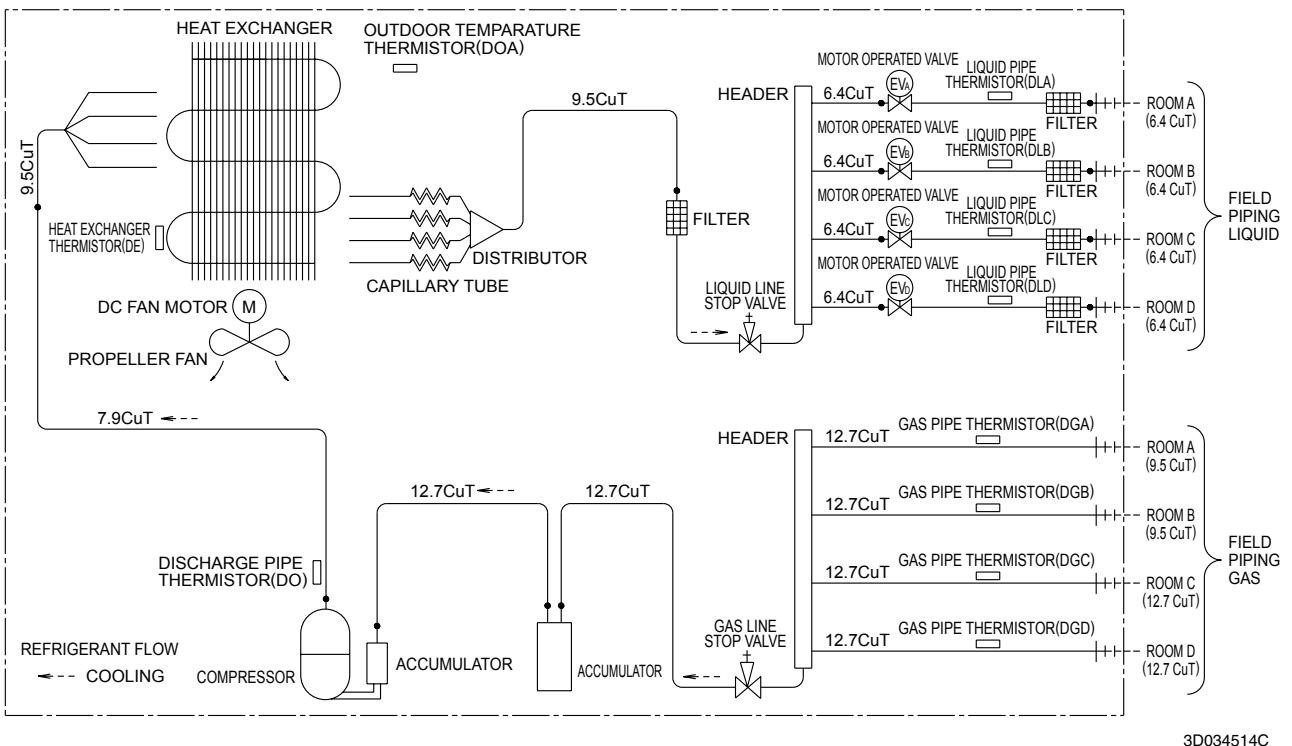 HEAT EXCHANGER
OUTDOOR TEMPARATURE
THERMISTOR(DOA)
9.5CuT
9.5CuT
HEAT EXCHANGER
THERMISTOR(DE)
CAPILLARY TUBE
DISTRIBUTOR
FILTER
DC FAN MOTOR
M
PROPELLER FAN
LIQUID LINE
STOP VALVE
HEADER
MOTOR OPERATED VALVE
6.4CuT
EVA
LIQUID PIPE
THERMISTOR(DLA)
FILTER
ROOM A
(6.4 CuT)
MOTOR OPERATED VALVE
6.4CuT
EVB
LIQUID PIPE
THERMISTOR(DLB)
FILTER
ROOM B
(6.4 CuT)
MOTOR OPERATED VALVE
6.4CuT
EVC
LIQUID PIPE
THERMISTOR(DLC)
FILTER
ROOM C
(6.4 CuT)
MOTOR OPERATED VALVE
6.4CuT
EVD
LIQUID PIPE
THERMISTOR(DLD)
FILTER
ROOM D
(6.4 CuT)
FIELD
PIPING
LIQUID
7.9CuT
12.7CuT
12.7CuT
HEADER
12.7CuT
GAS PIPE THERMISTOR(DGA)
ROOM A
(9.5 CuT)
12.7CuT
GAS PIPE THERMISTOR(DGB)
ROOM B
(9.5 CuT)
12.7CuT
GAS PIPE THERMISTOR(DGC)
ROOM C
(12.7 CuT)
12.7CuT
GAS PIPE THERMISTOR(DGD)
ROOM D
(12.7 CuT)
FIELD
PIPING
GAS
DISCHARGE PIPE
THERMISTOR(DO)
GAS LINE
STOP VALVE
REFRIGERANT FLOW
COOLING
COMPRESSOR
ACCUMULATOR
ACCUMULATOR
3D034514C